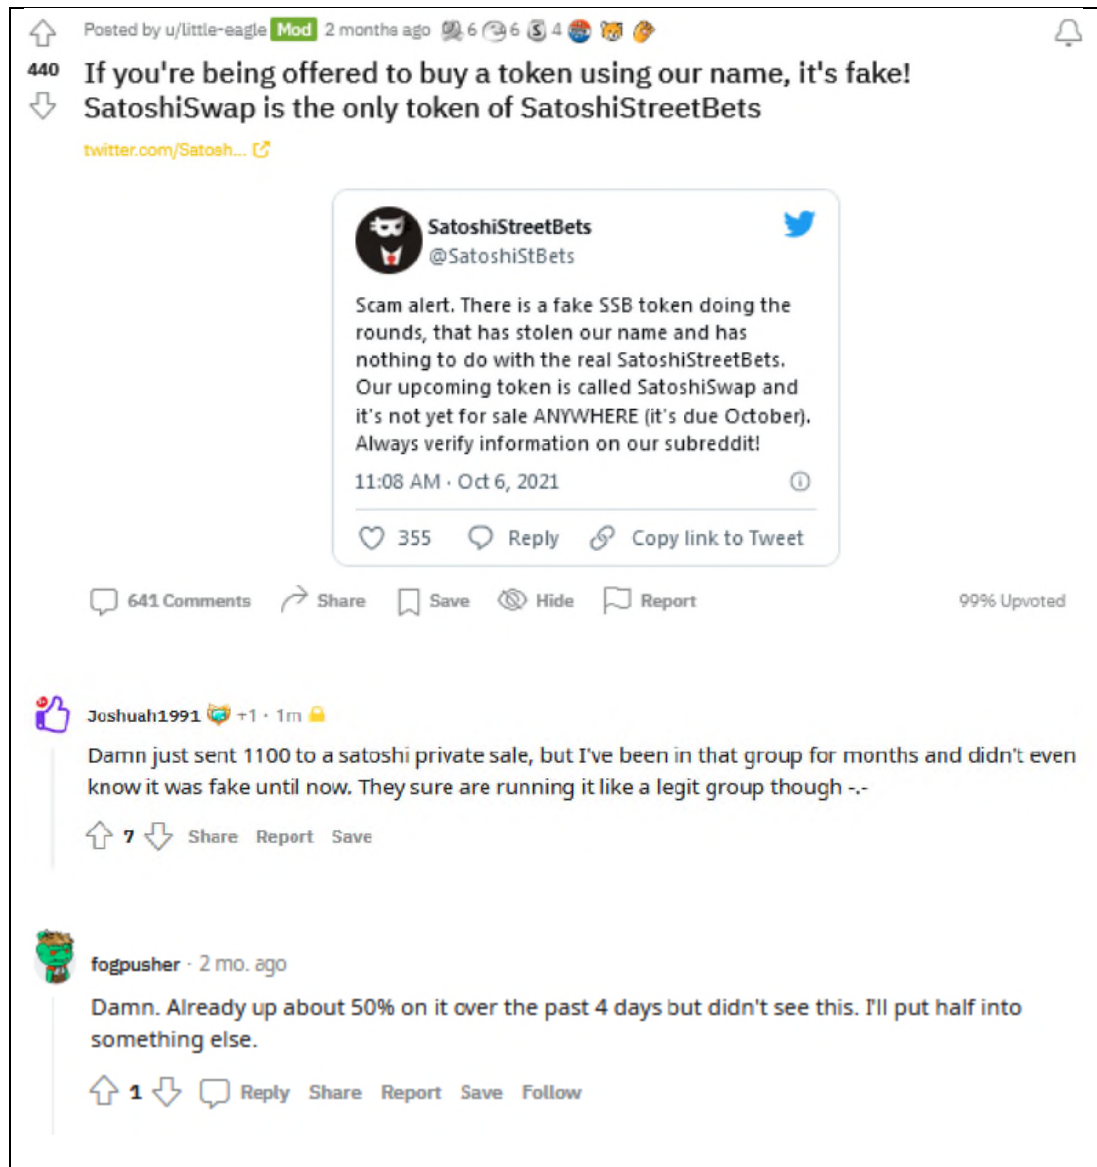 Posted by u/little-eagle Mod 2 months ago 6 6 S 4
440
If you're being offered to buy a token using our name, it's fake!
SatoshiSwap is the only token of SatoshiStreetBets
twitter.com/Satosh...
SatoshiStreetBets
@SatoshiStBets
Scam alert. There is a fake SSB token doing the
rounds, that has stolen our name and has
nothing to do with the real SatoshiStreetBets.
Our upcoming token is called SatoshiSwap and
it's not yet for sale ANYWHERE (it's due October).
Always verify information on our subreddit!
11:08 AM · Oct 6, 2021
355 Reply Copy link to Tweet
641 Comments Share Save Hide Report 99% Upvoted
Joshuah1991 +1 · 1m
Damn just sent 1100 to a satoshi private sale, but I've been in that group for months and didn't even
know it was fake until now. They sure are running it like a legit group though -.-
7 Share Report Save
fogpusher · 2 mo. ago
Damn. Already up about 50% on it over the past 4 days but didn't see this. I'll put half into
something else.
1 Reply Share Report Save Follow